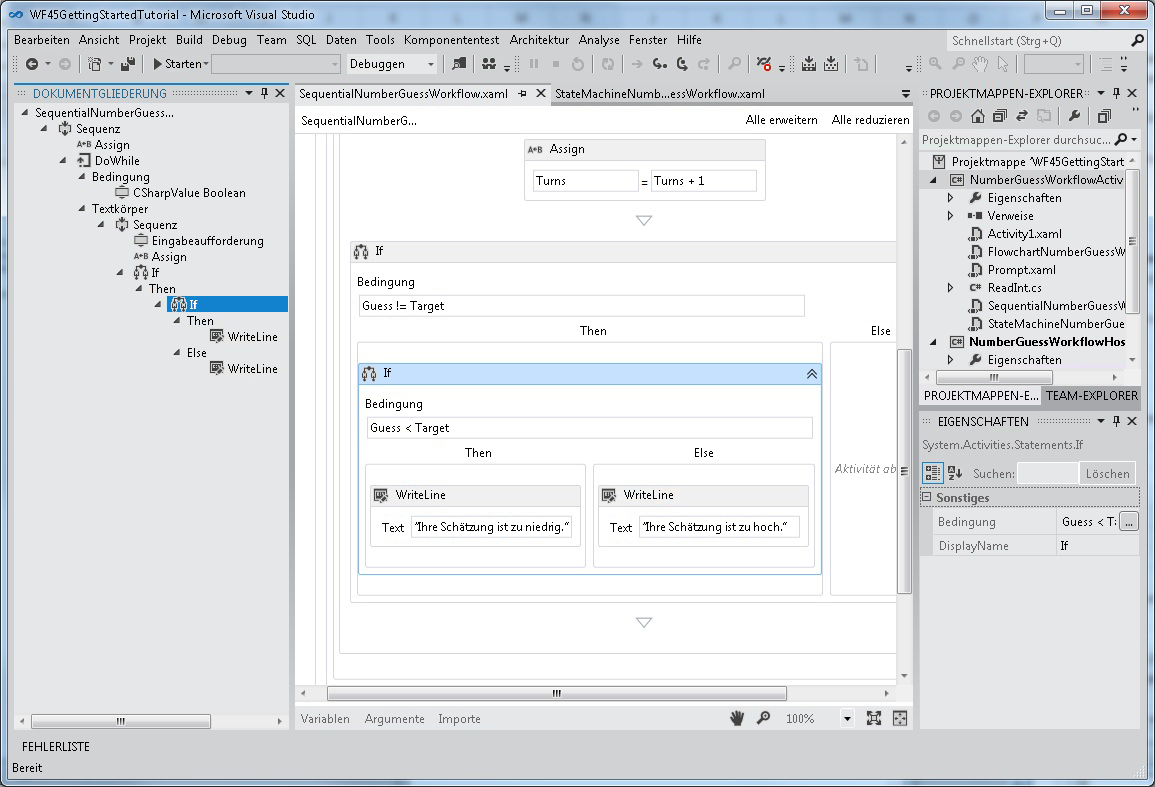 WF45GettingStartedTutorial - Microsoft Visual Studio
Bearbeiten Ansicht Projekt Build Debug Team SQL Daten Tools Komponententest Architektur Analyse Fenster Hilfe
Schnellstart (Strg+Q)
Starten
Debuggen
DOKUMENTGLIEDERUNG
SequentialNumberGuess...
Sequenz
A+B Assign
DoWhile
Bedingung
CSharpValue Boolean
Textkörper
Sequenz
Eingabeaufforderung
A+B Assign
If
Then
If
Then
WriteLine
Else
WriteLine
SequentialNumberGuessWorkflow.xaml
StateMachineNumb...essWorkflow.xaml
SequentialNumberG...
Alle erweitern Alle reduzieren
A+B Assign
Turns = Turns + 1
If
Bedingung
Guess != Target
Then Else
If
Bedingung
Guess < Target
Then Else
WriteLine
Text "Ihre Schätzung ist zu niedrig."
WriteLine
Text "Ihre Schätzung ist zu hoch."
Aktivität ab
Variablen Argumente Importe
100%
PROJEKTMAPPEN-EXPLORER
Projektmappen-Explorer durchsuc...
Projektmappe "WF45GettingStart
C# NumberGuessWorkflowActiv
Eigenschaften
Verweise
Activity1.xaml
FlowchartNumberGuessW
Prompt.xaml
C# ReadInt.cs
SequentialNumberGuessW
StateMachineNumberGue
C# NumberGuessWorkflowHos
Eigenschaften
PROJEKTMAPPEN-E... TEAM-EXPLORER
EIGENSCHAFTEN
System.Activities.Statements.If
Suchen: Löschen
Sonstiges
Bedingung Guess < T: ...
DisplayName If
FEHLERLISTE
Bereit